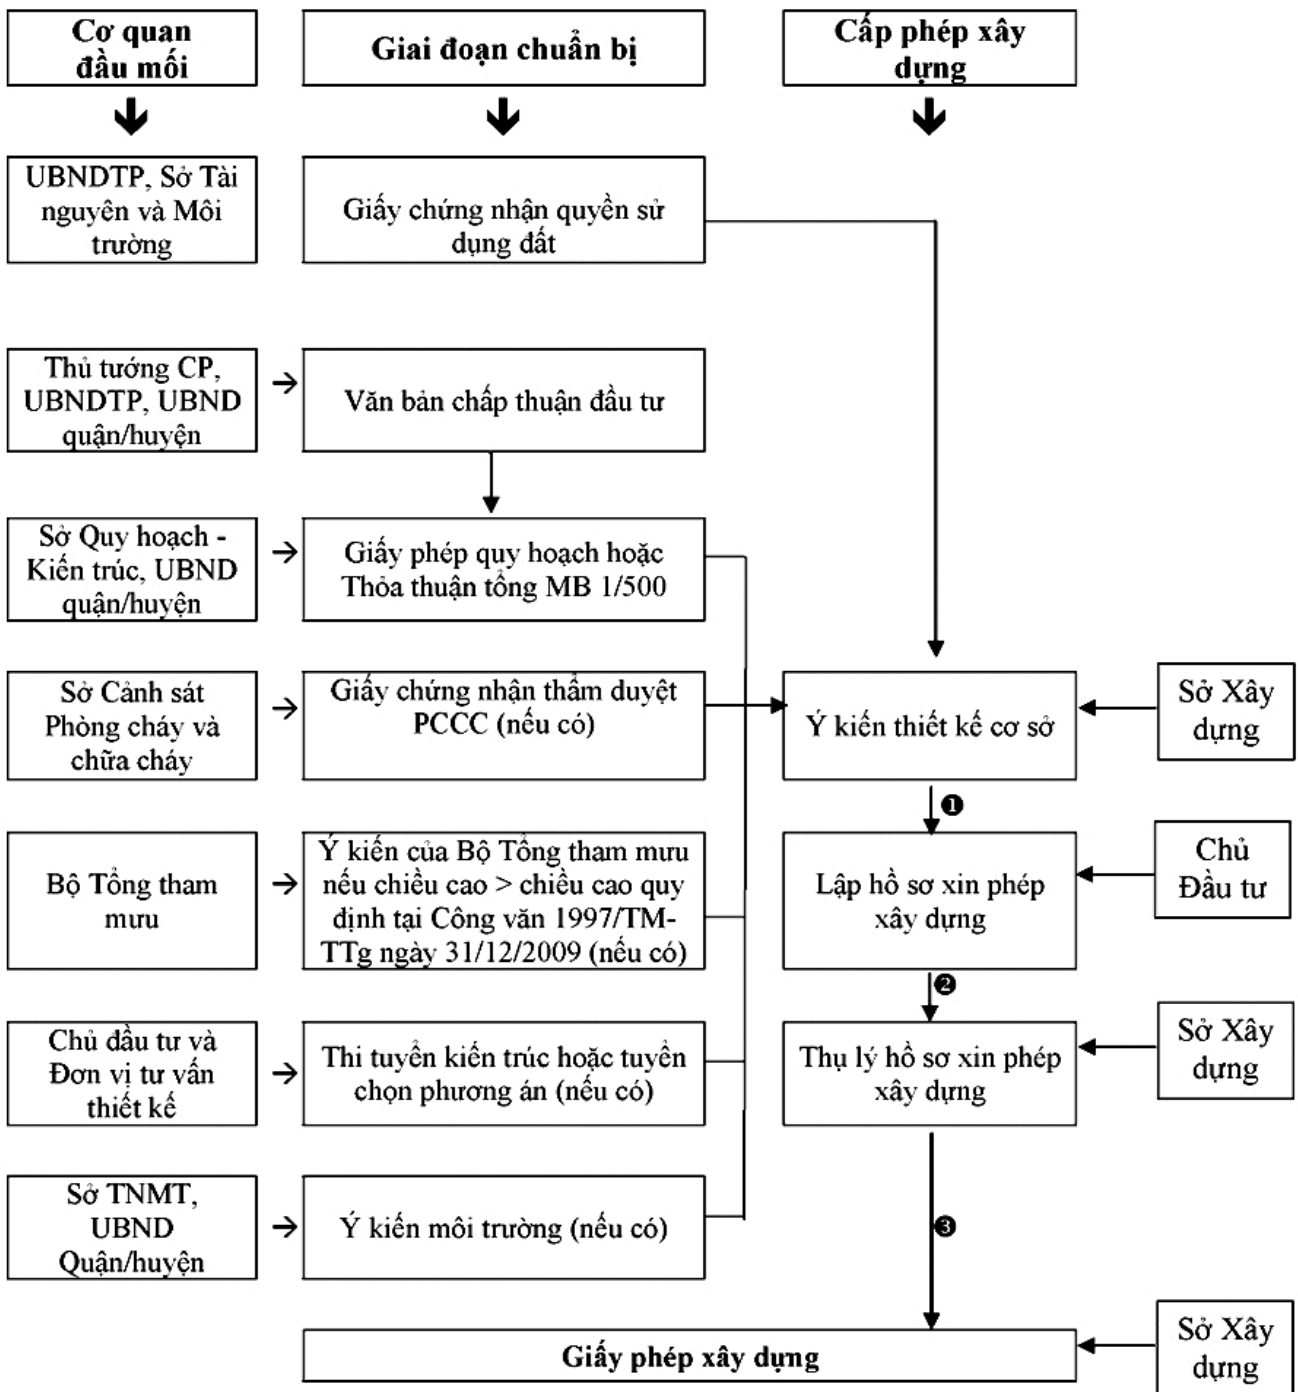 Cơ quan
đầu mối
Giai đoạn chuẩn bị
Cấp phép xây
dựng
UBNDTP, Sở Tài
nguyên và Môi
trường
Giấy chứng nhận quyền sử
dụng đất
Thủ tướng CP,
UBNDTP, UBND
quận/huyện
Văn bản chấp thuận đầu tư
Sở Quy hoạch -
Kiến trúc, UBND
quận/huyện
Giấy phép quy hoạch hoặc
Thỏa thuận tổng MB 1/500
Sở Cảnh sát
Phòng cháy và
chữa cháy
Giấy chứng nhận thẩm duyệt
PCCC (nếu có)
Ý kiến thiết kế cơ sở
Sở Xây
dựng
❶
Bộ Tổng tham
mưu
Ý kiến của Bộ Tổng tham mưu
nếu chiều cao > chiều cao quy
định tại Công văn 1997/TM-
TTg ngày 31/12/2009 (nếu có)
Lập hồ sơ xin phép
xây dựng
Chủ
Đầu tư
❷
Chủ đầu tư và
Đơn vị tư vấn
thiết kế
Thi tuyển kiến trúc hoặc tuyển
chọn phương án (nếu có)
Thụ lý hồ sơ xin phép
xây dựng
Sở Xây
dựng
Sở TNMT,
UBND
Quận/huyện
Ý kiến môi trường (nếu có)
❸
Giấy phép xây dựng
Sở Xây
dựng